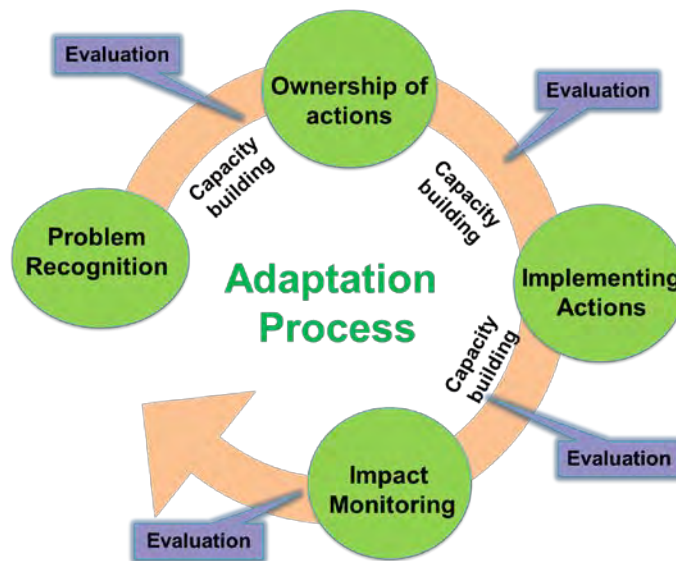 Evaluation
Ownership of
actions
Evaluation
Capacity
building
Capacity
building
Problem
Recognition
Adaptation
Process
Implementing
Actions
Capacity
building
Evaluation
Impact
Monitoring
Evaluation